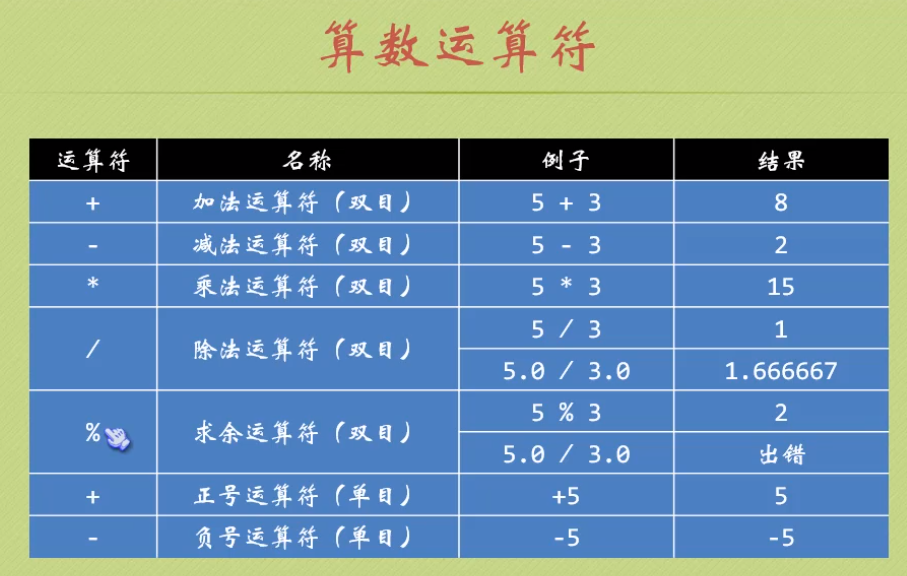 算数运算符
运算符 名称 例子 结果
+ 加法运算符（双目） 5 + 3 8
- 减法运算符（双目） 5 - 3 2
* 乘法运算符（双目） 5 * 3 15
/ 除法运算符（双目） 5 / 3 1
5.0 / 3.0 1.666667
% 求余运算符（双目） 5 % 3 2
5.0 / 3.0 出错
+ 正号运算符（单目） +5 5
- 负号运算符（单目） -5 -5